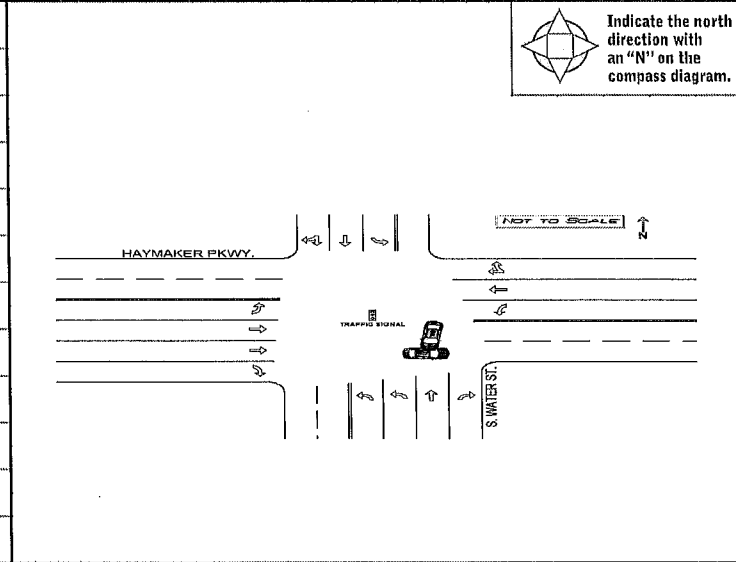 Indicate the north
direction with
an "N" on the
compass diagram.
NOT TO SCALE
N
HAYMAKER PKWY.
TRAFFIC SIGNAL
S. WATER ST.